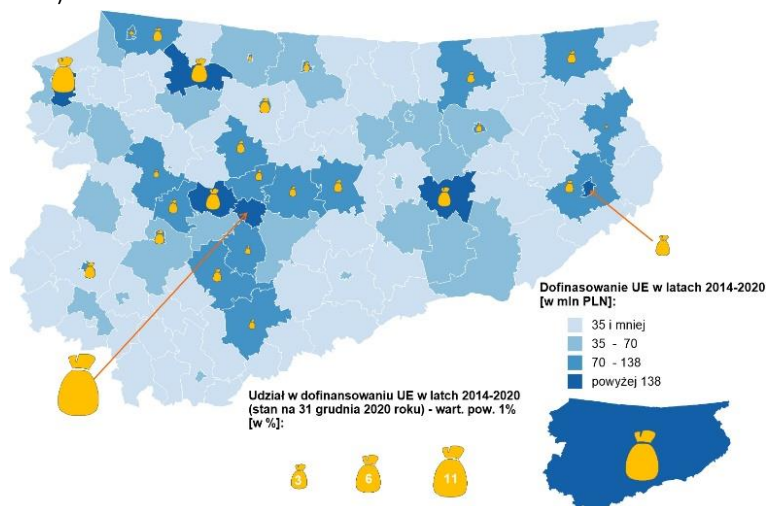 Dofinasowanie UE w latach 2014-2020
[w mln PLN]:
35 i mniej
35 - 70
70 - 138
powyżej 138
Udział w dofinansowaniu UE w latch 2014-2020
(stan na 31 grudnia 2020 roku) - wart. pow. 1%
[w %]:
3
6
11